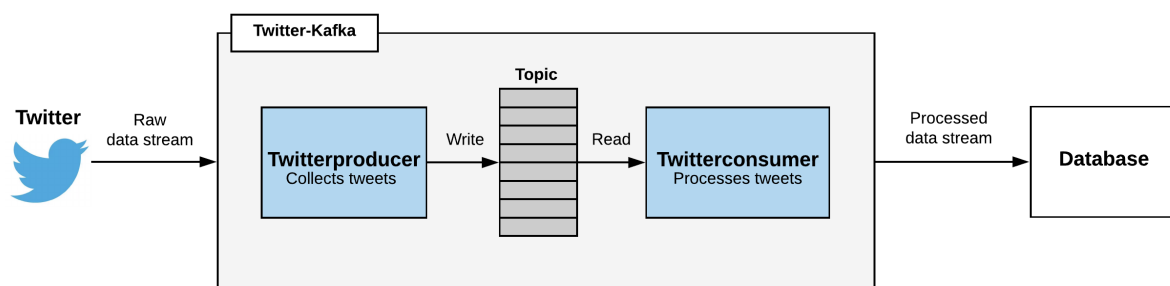 Twitter-Kafka
Topic
Twitter
Raw
data stream
Twitterproducer
Collects tweets
Write
Read
Twitterconsumer
Processes tweets
Processed
data stream
Database